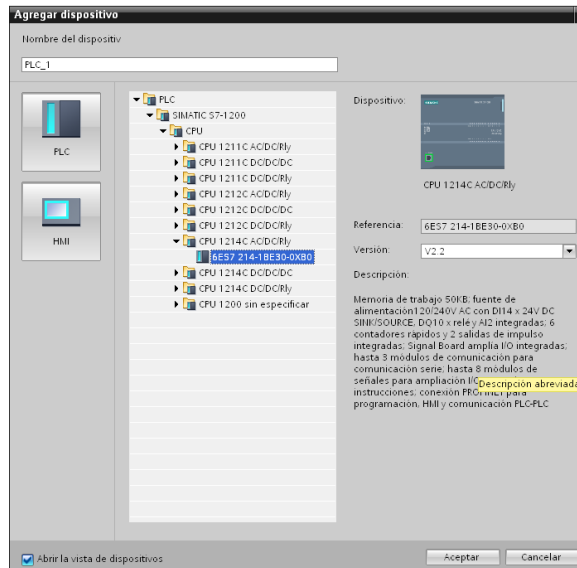 Agregar dispositivo
Nombre del dispositiv
PLC_1
PLC
HMI
PLC
SIMATIC S7-1200
CPU
CPU 1211C AC/DC/Rly
CPU 1211C DC/DC/DC
CPU 1211C DC/DC/Rly
CPU 1212C AC/DC/Rly
CPU 1212C DC/DC/DC
CPU 1212C DC/DC/Rly
CPU 1214C AC/DC/Rly
6ES7 214-1BE30-0XB0
CPU 1214C DC/DC/DC
CPU 1214C DC/DC/Rly
CPU 1200 sin especificar
Dispositivo:
CPU 1214C AC/DC/Rly
Referencia:
6ES7 214-1BE30-0XB0
Versión:
V2.2
Descripción:
Memoria de trabajo 50KB; fuente de
alimentación120/240V AC con DI14 x 24V DC
SINK/SOURCE, DQ10 x relé y AI2 integradas; 6
contadores rápidos y 2 salidas de impulso
integradas; Signal Board amplía I/O integradas;
hasta 3 módulos de comunicación para
comunicación serie; hasta 8 módulos de
señales para ampliación I/O
Descripción abreviada
instrucciones; conexión PROFINET para
programación, HMI y comunicación PLC-PLC
Abrir la vista de dispositivos
Aceptar
Cancelar